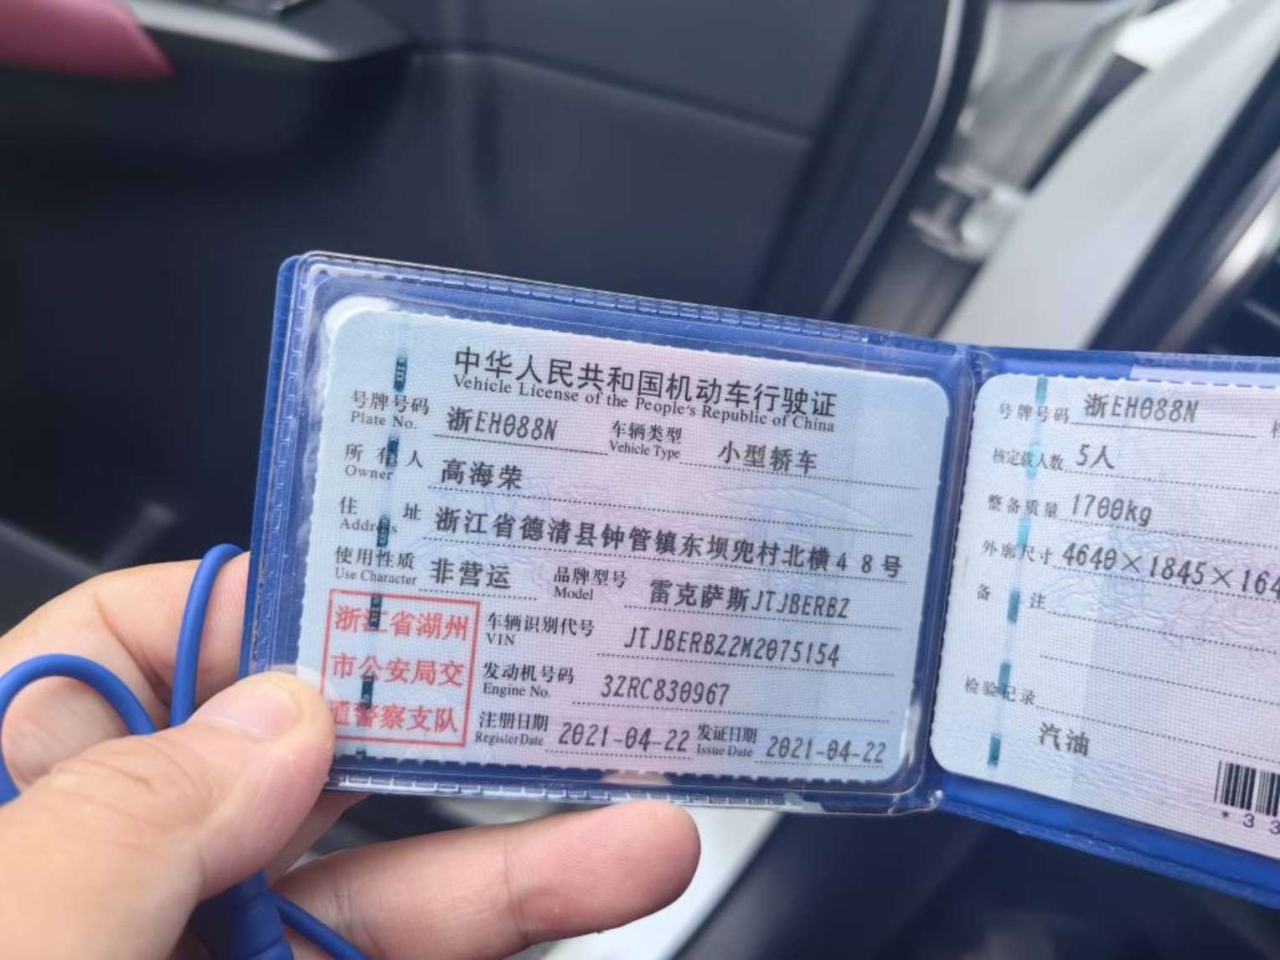 中华人民共和国机动车行驶证
Vehicle License of the People's Republic of China
号牌号码 浙EH088N 车辆类型 小型轿车
Plate No. Vehicle Type
所有人 高海荣
Owner
住址 浙江省德清县钟管镇东坝兜村北横48号
Address
使用性质 非营运 品牌型号 雷克萨斯JTJBERBZ
Use Character Model
浙江省湖州
市公安局交
通警察支队
车辆识别代号 JTJBERBZ2M2075154
VIN
发动机号码 3ZRC830967
Engine No.
注册日期 2021-04-22 发证日期 2021-04-22
Register Date Issue Date
号牌号码 浙EH088N
核定载人数 5人
整备质量 1700kg
外廓尺寸 4640×1845×164
备注
检验记录
汽油
*33